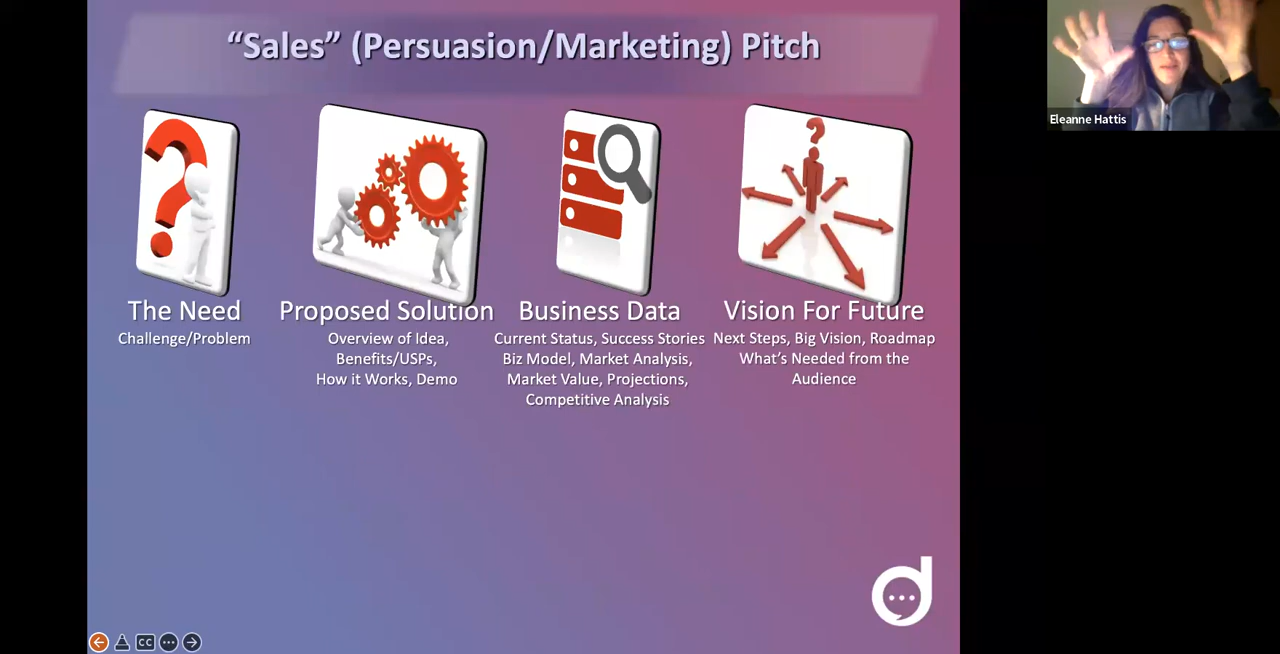 “Sales” (Persuasion/Marketing) Pitch
Eleanne Hattis
The Need
Challenge/Problem
Proposed Solution
Overview of Idea,
Benefits/USPs,
How it Works, Demo
Business Data
Current Status, Success Stories
Biz Model, Market Analysis,
Market Value, Projections,
Competitive Analysis
Vision For Future
Next Steps, Big Vision, Roadmap
What’s Needed from the
Audience
CC